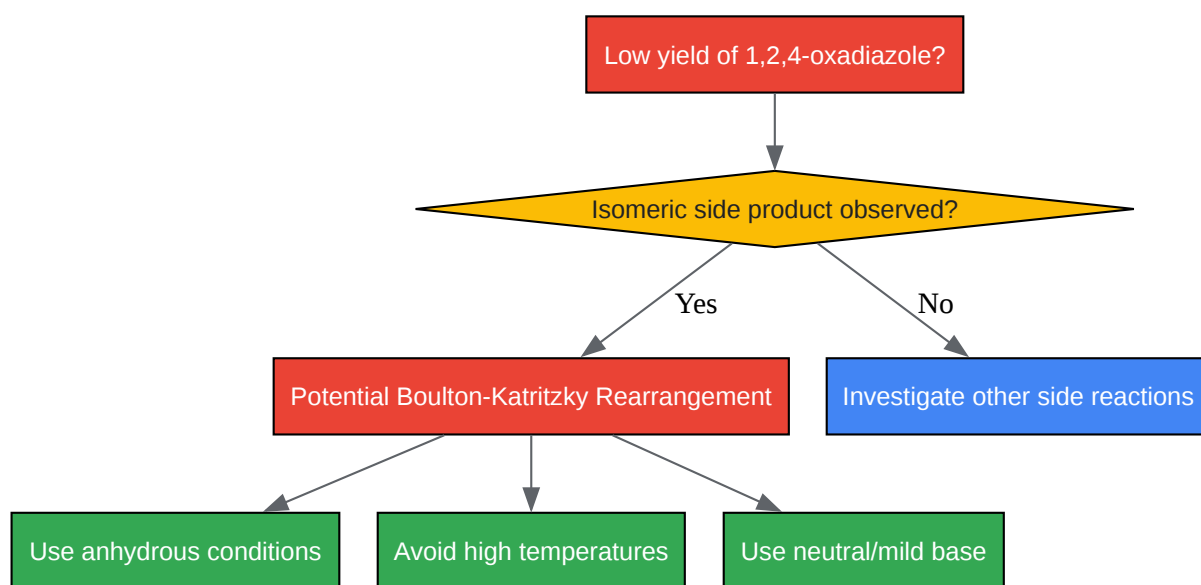 Low yield of 1,2,4-oxadiazole?
Isomeric side product observed?
Yes
No
Potential Boulton-Katritzky Rearrangement
Investigate other side reactions
Use anhydrous conditions
Avoid high temperatures
Use neutral/mild base